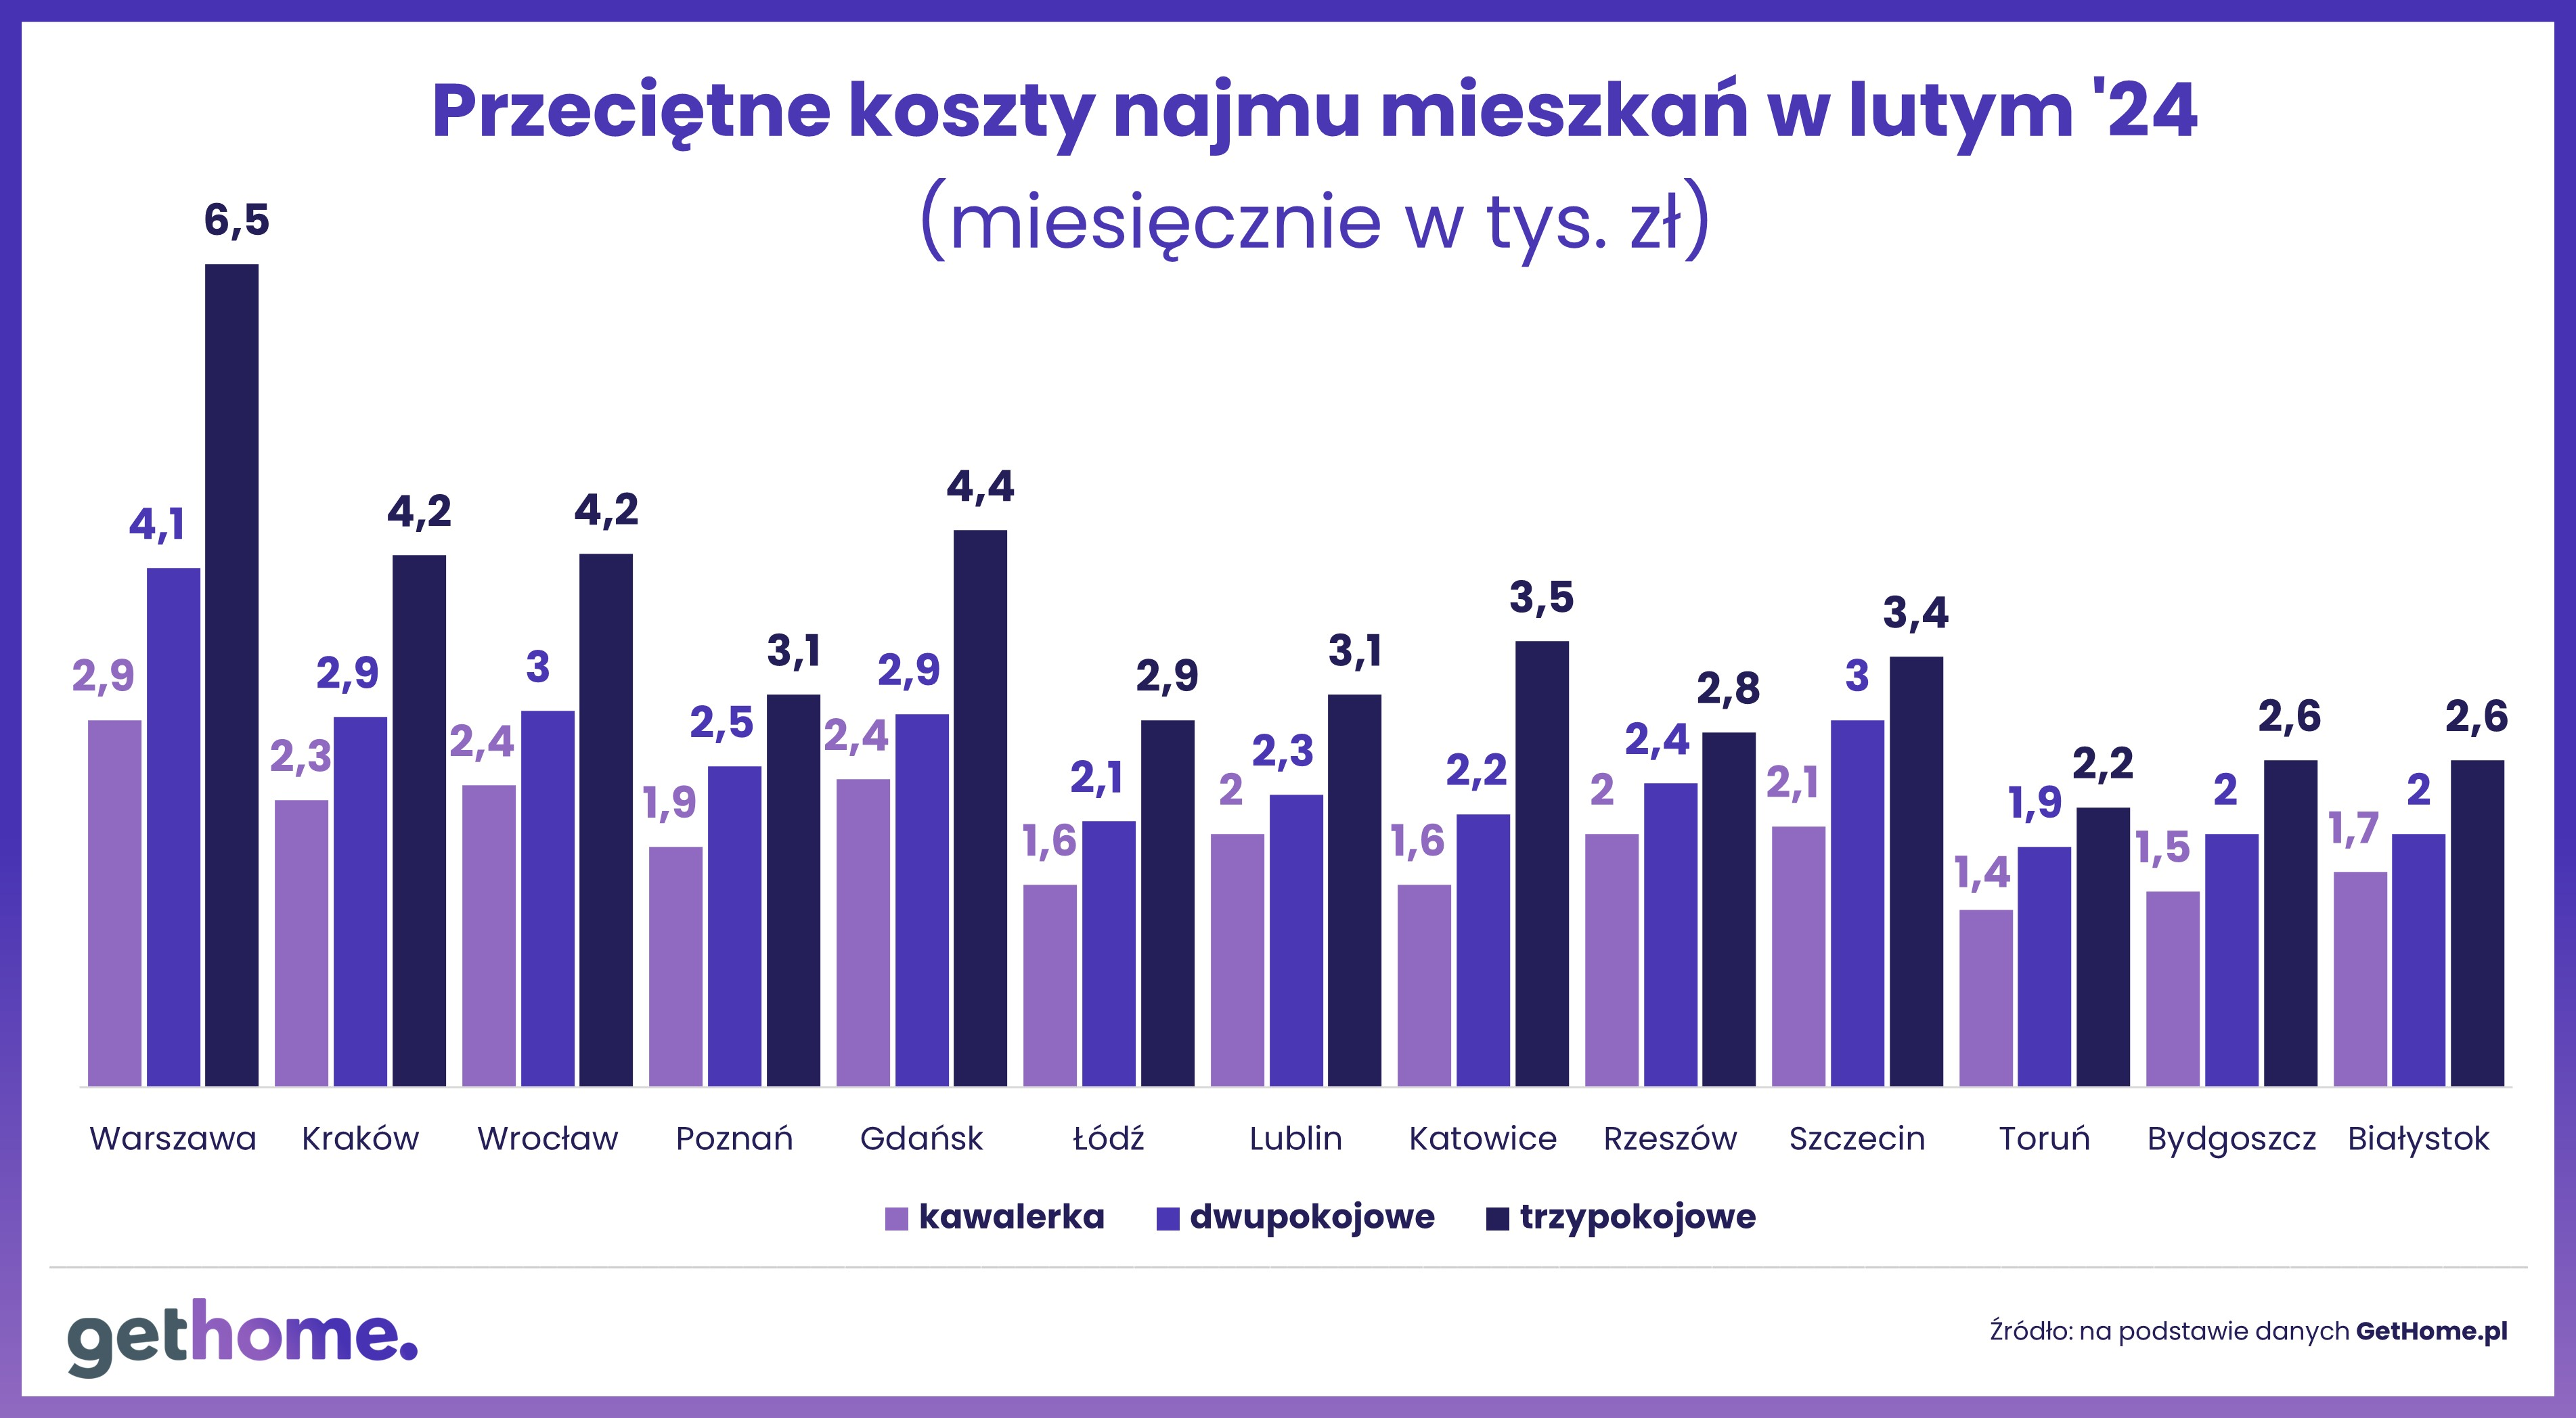 Przeciętne koszty najmu mieszkań w lutym '24
(miesięcznie w tys. zł)
2,9 4,1 6,5
2,3 2,9 4,2
2,4 3 4,2
1,9 2,5 3,1
2,4 2,9 4,4
1,6 2,1 2,9
2 2,3 3,1
1,6 2,2 3,5
2 2,4 2,8
2,1 3 3,4
1,4 1,9 2,2
1,5 2 2,6
1,7 2 2,6
Warszawa Kraków Wrocław Poznań Gdańsk Łódź Lublin Katowice Rzeszów Szczecin Toruń Bydgoszcz Białystok
kawalerka dwupokojowe trzypokojowe
gethome.
Źródło: na podstawie danych GetHome.pl